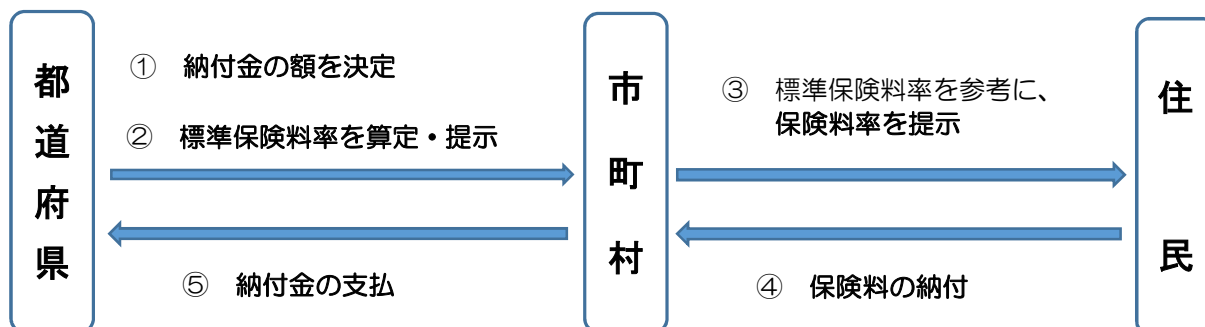 都道府県
① 納付金の額を決定
② 標準保険料率を算定・提示
⑤ 納付金の支払
市町村
③ 標準保険料率を参考に、
保険料率を提示
④ 保険料の納付
住民